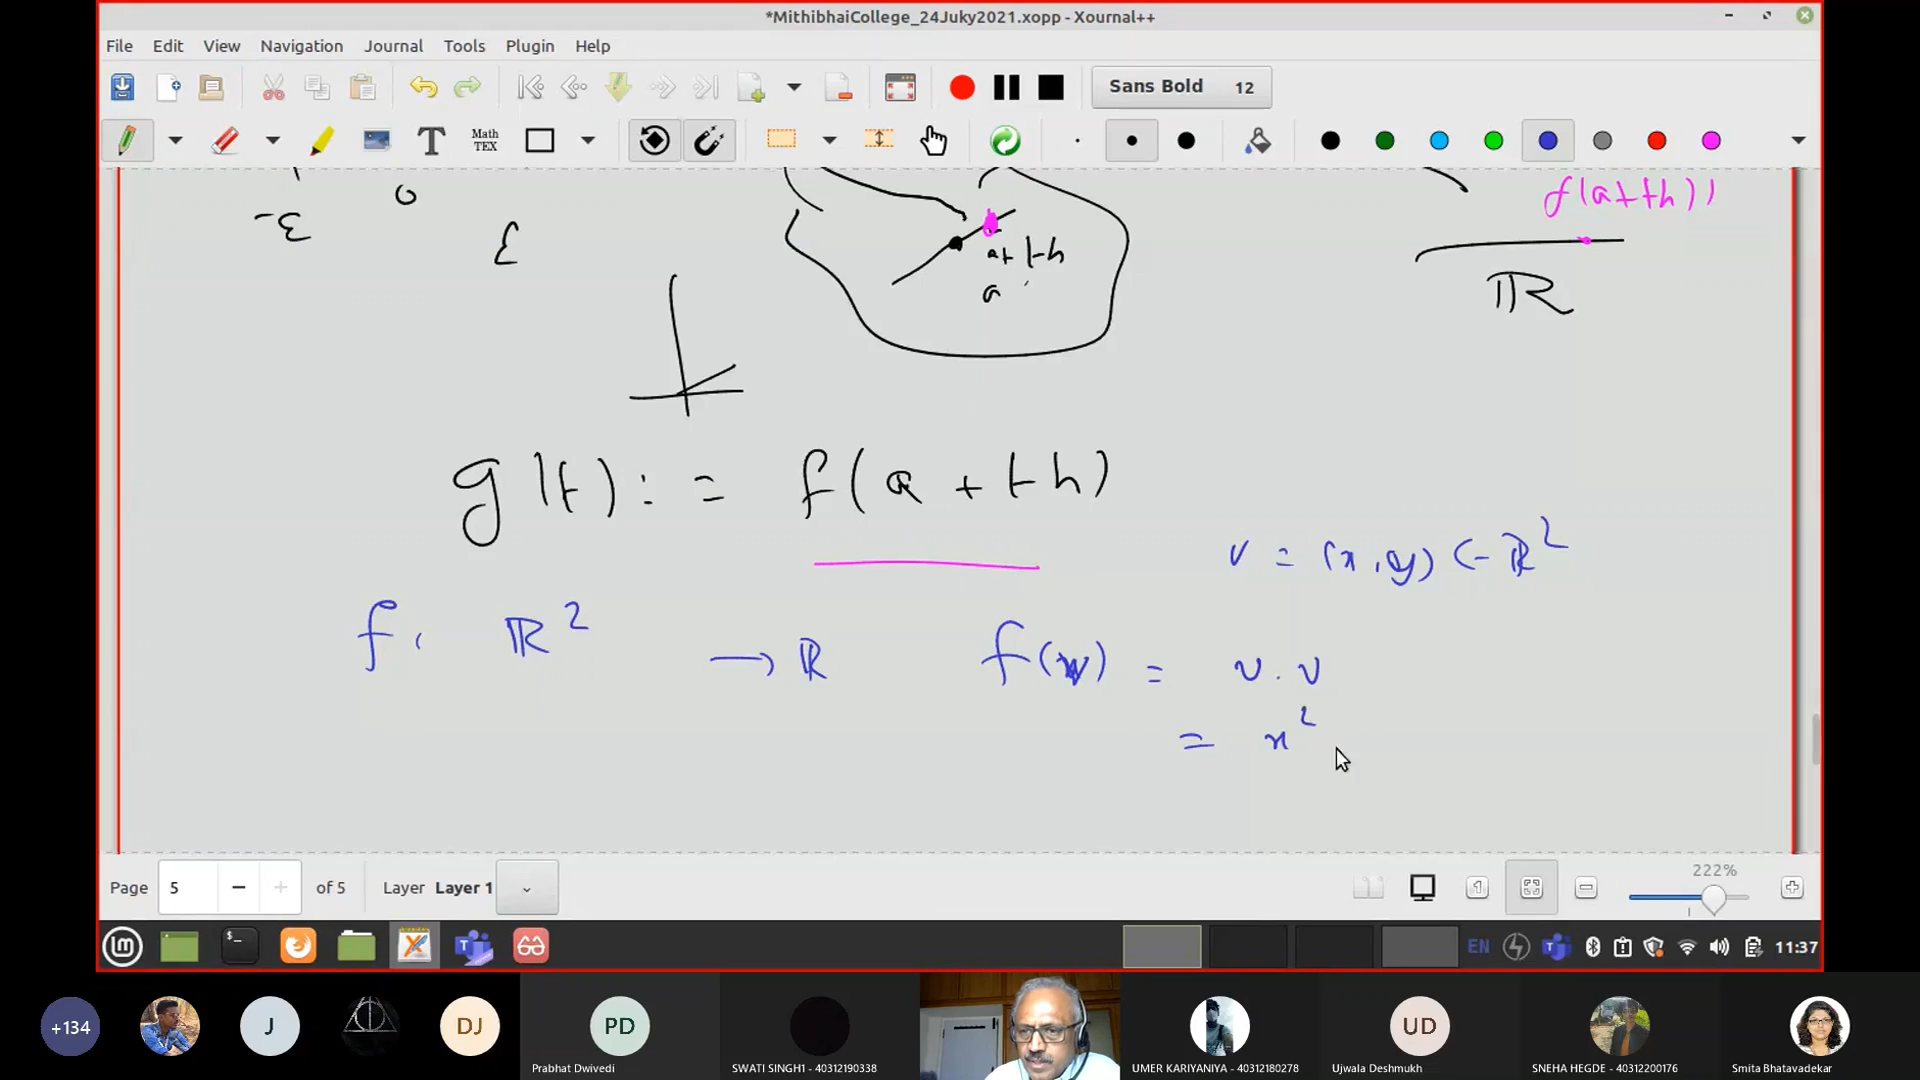 *MithibhaiCollege_24Juky2021.xopp - Xournal++
File Edit View Navigation Journal Tools Plugin Help
Sans Bold 12
T Math TEX
f(a+th))
-ε 0 ε
a+th
a
ℝ
g(t) := f(a+th)
v = (x,y) ∈ ℝ²
f: ℝ² → ℝ f(v) = v.v
= x²
222%
Page 5 of 5 Layer Layer 1
EN 11:37
+134 J DJ PD UD
Prabhat Dwivedi SWATI SINGH1 - 40312190338 UMER KARIYANIYA - 40312180278 Ujwala Deshmukh SNEHA HEGDE - 40312200176 Smita Bhatavadekar